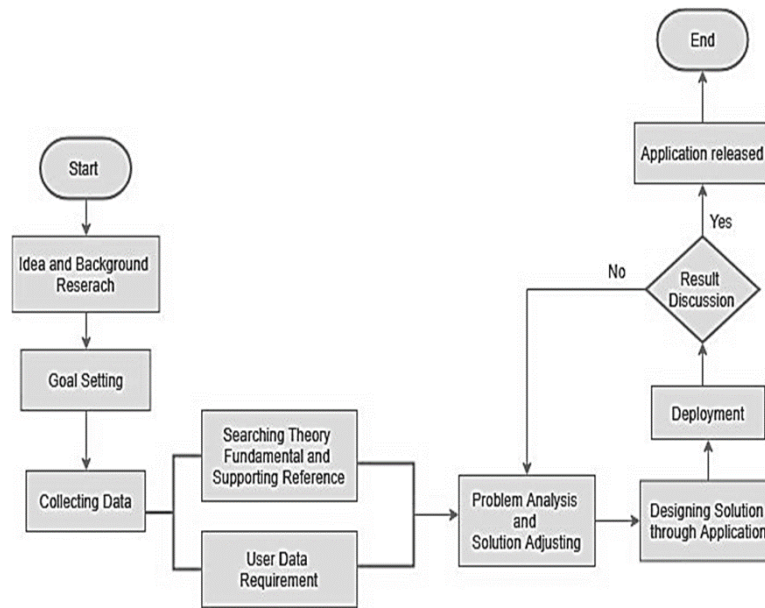 Start
Idea and Background
Reserach
Goal Setting
Collecting Data
Searching Theory
Fundamental and
Supporting Reference
User Data
Requirement
Problem Analysis
and
Solution Adjusting
Designing Solution
through Application
Deployment
Result
Discussion
No
Yes
Application released
End